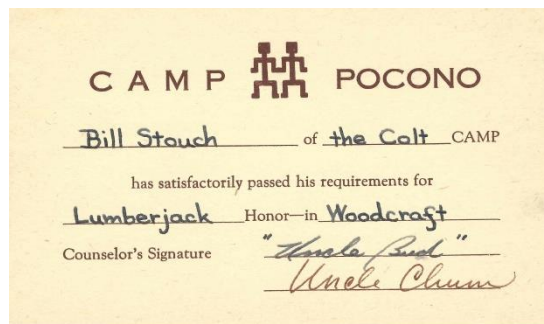 CAMP POCONO
Bill Stouch of the Colt CAMP
has satisfactorily passed his requirements for
Lumberjack Honor—in Woodcraft
Counselor's Signature "Uncle Bud"
Uncle Chum